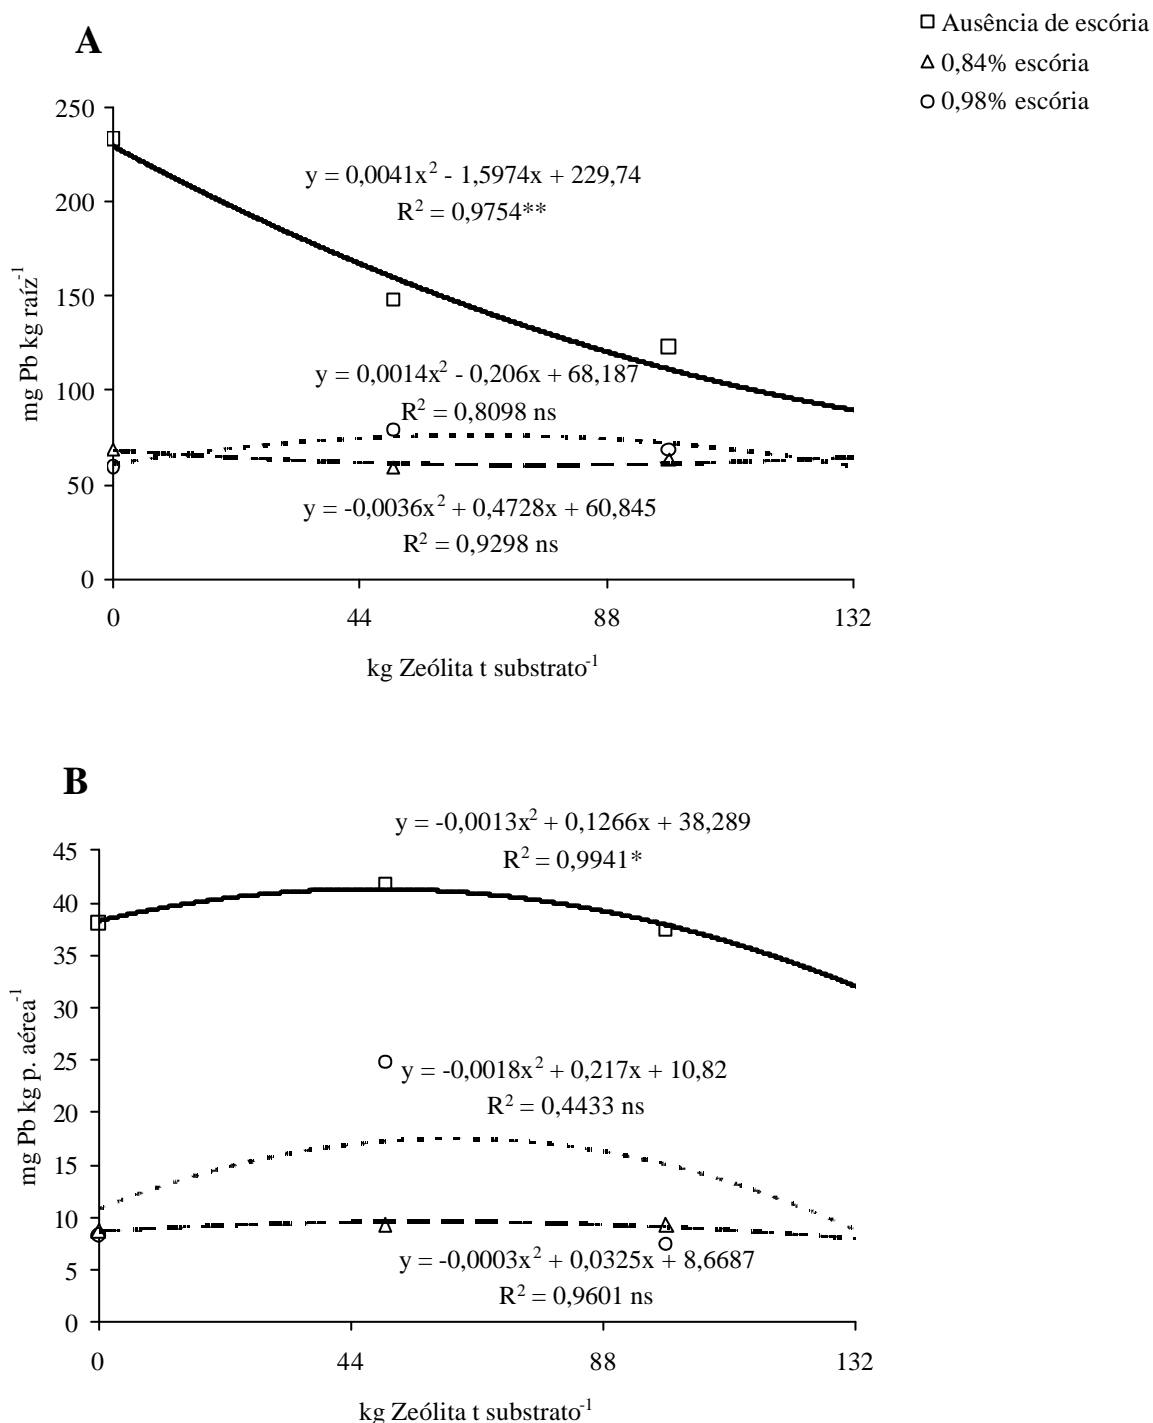 Ausência de escória
0,84% escória
0,98% escória
A
250
200
150
100
50
0
mg Pb kg raíz⁻¹
y = 0,0041x² - 1,5974x + 229,74
R² = 0,9754**
y = 0,0014x² - 0,206x + 68,187
R² = 0,8098 ns
y = -0,0036x² + 0,4728x + 60,845
R² = 0,9298 ns
0 44 88 132
kg Zeólita t substrato⁻¹
B
y = -0,0013x² + 0,1266x + 38,289
R² = 0,9941*
45
40
35
30
25
20
15
10
5
0
mg Pb kg p. aérea⁻¹
y = -0,0018x² + 0,217x + 10,82
R² = 0,4433 ns
y = -0,0003x² + 0,0325x + 8,6687
R² = 0,9601 ns
0 44 88 132
kg Zeólita t substrato⁻¹